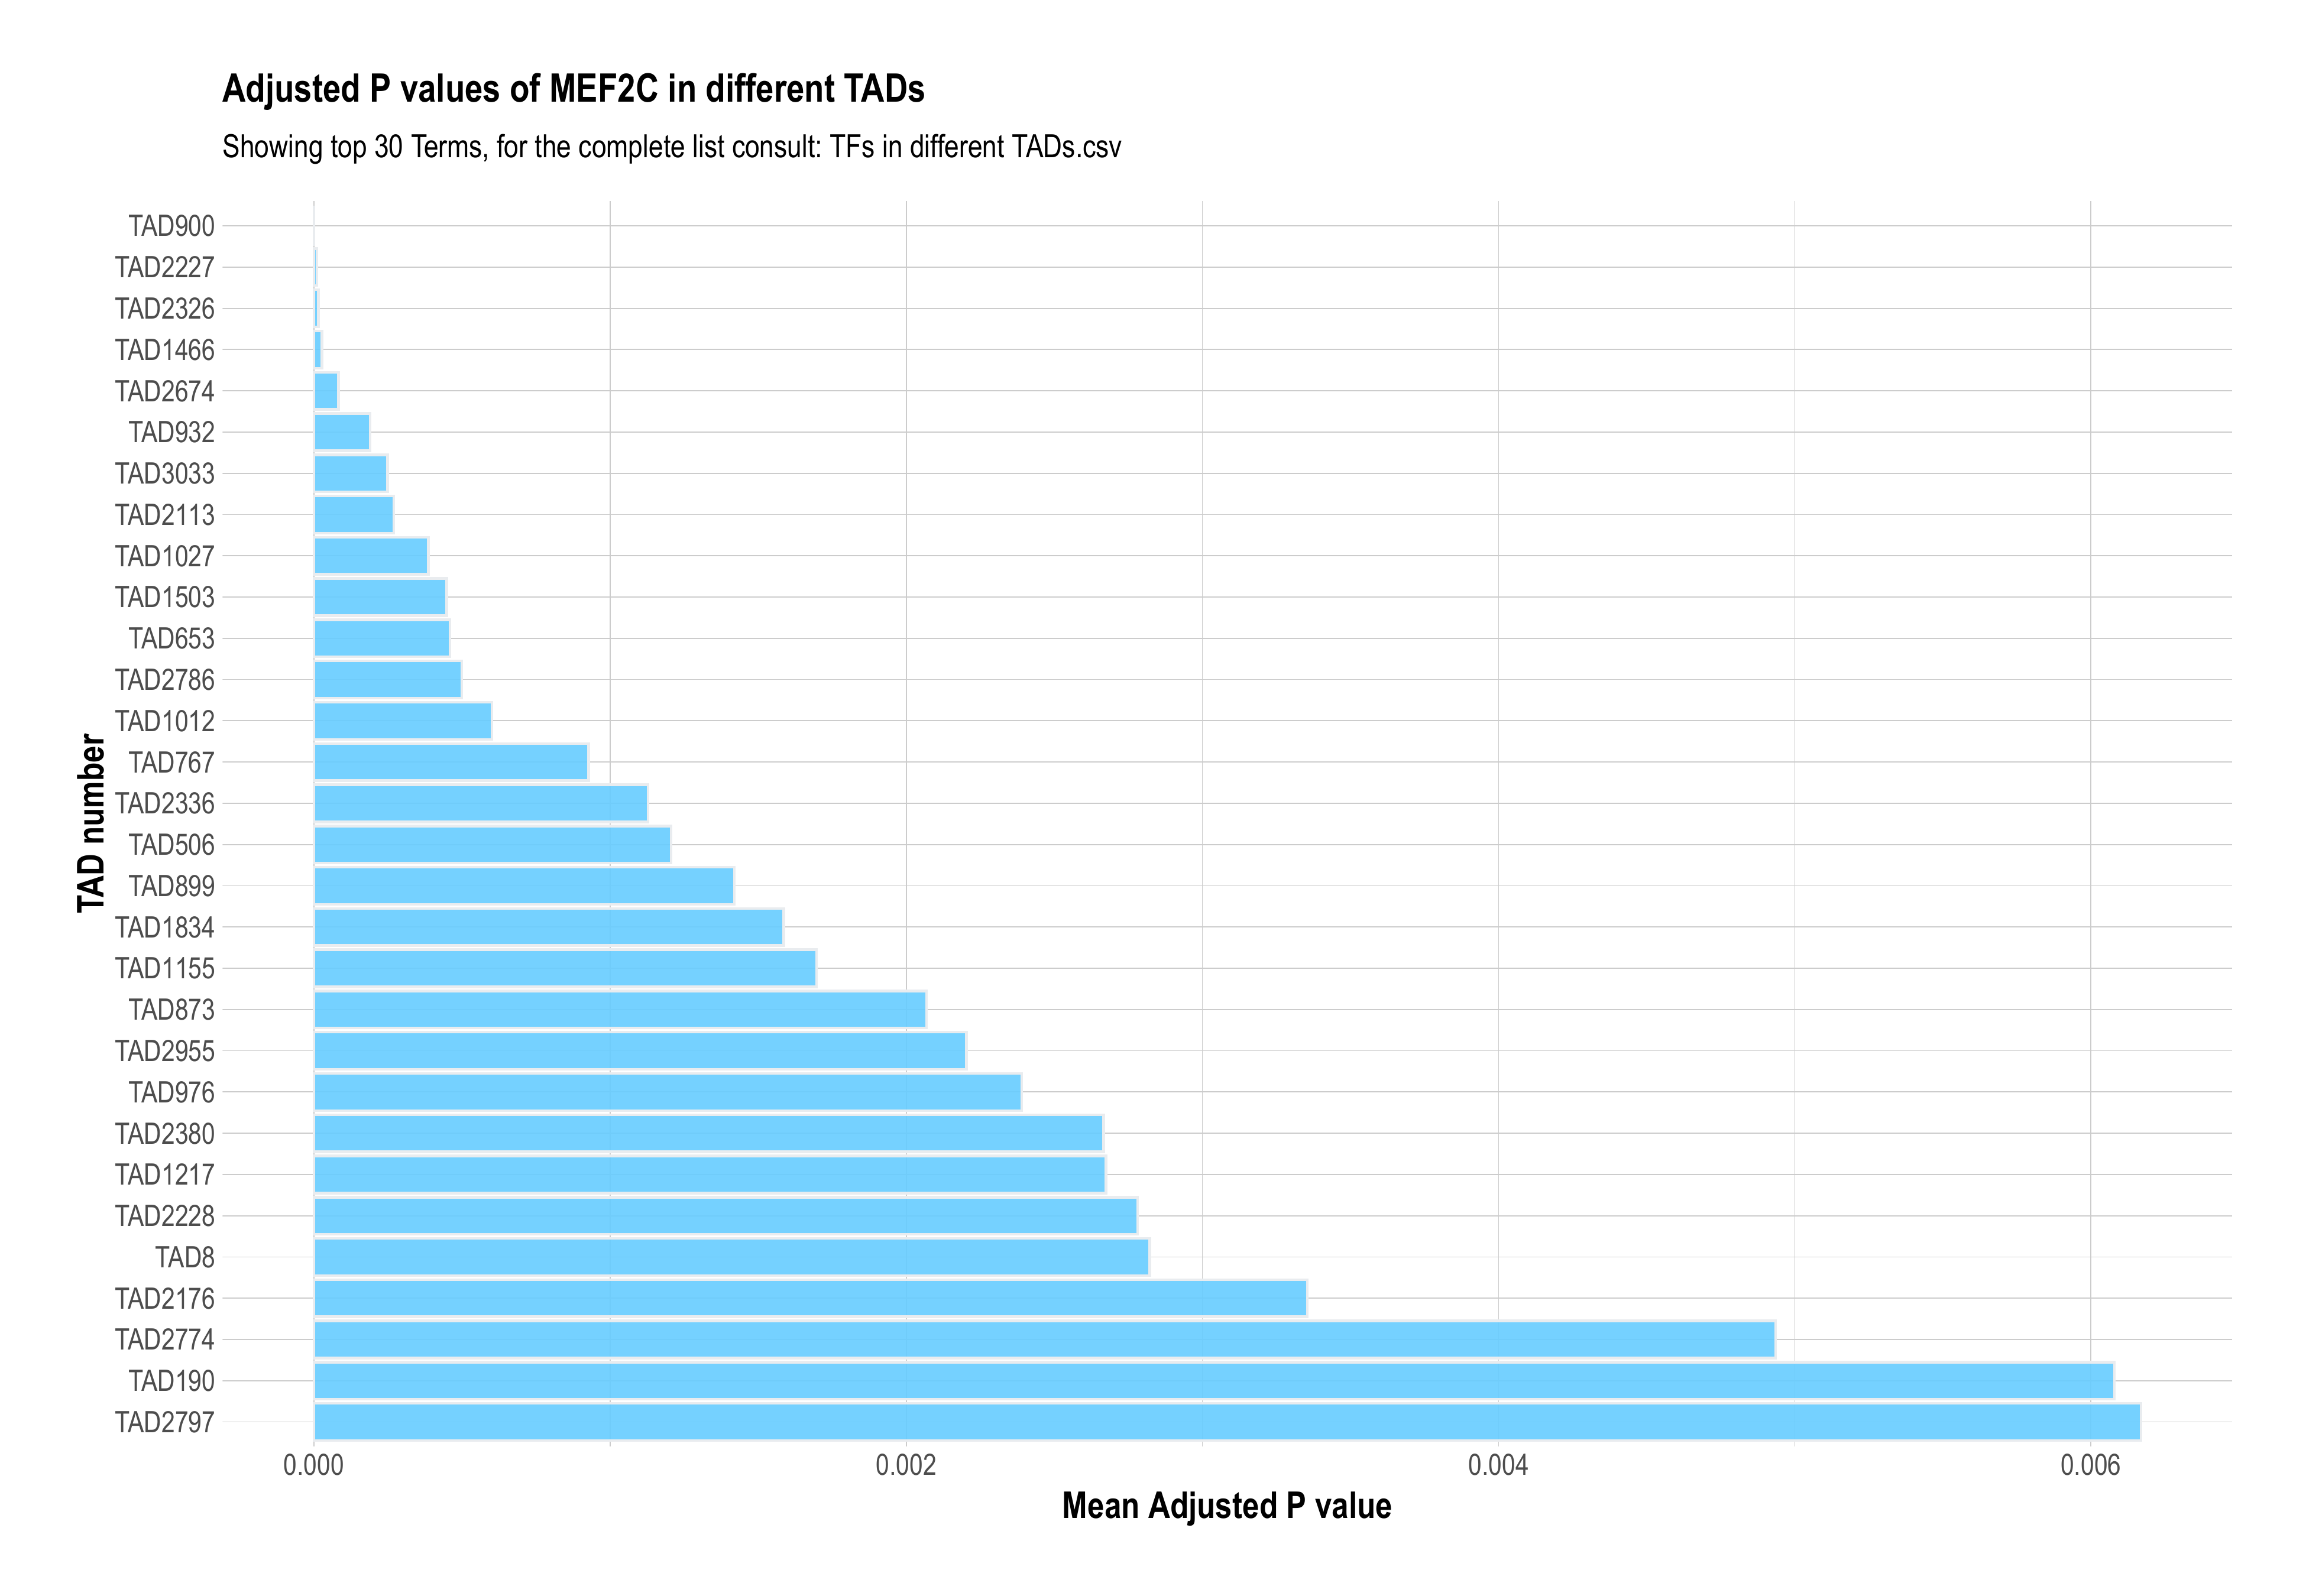 Adjusted P values of MEF2C in different TADs
Showing top 30 Terms, for the complete list consult: TFs in different TADs.csv
TAD number
TAD900
TAD2227
TAD2326
TAD1466
TAD2674
TAD932
TAD3033
TAD2113
TAD1027
TAD1503
TAD653
TAD2786
TAD1012
TAD767
TAD2336
TAD506
TAD899
TAD1834
TAD1155
TAD873
TAD2955
TAD976
TAD2380
TAD1217
TAD2228
TAD8
TAD2176
TAD2774
TAD190
TAD2797
0.000 0.002 0.004 0.006
Mean Adjusted P value